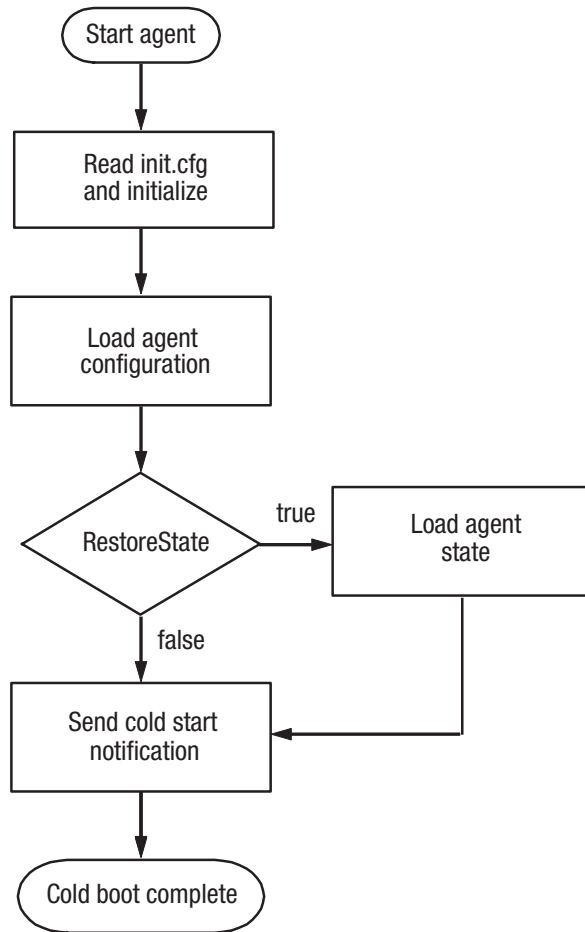 Start agent
Read init.cfg
and initialize
Load agent
configuration
RestoreState
true
Load agent
state
false
Send cold start
notification
Cold boot complete